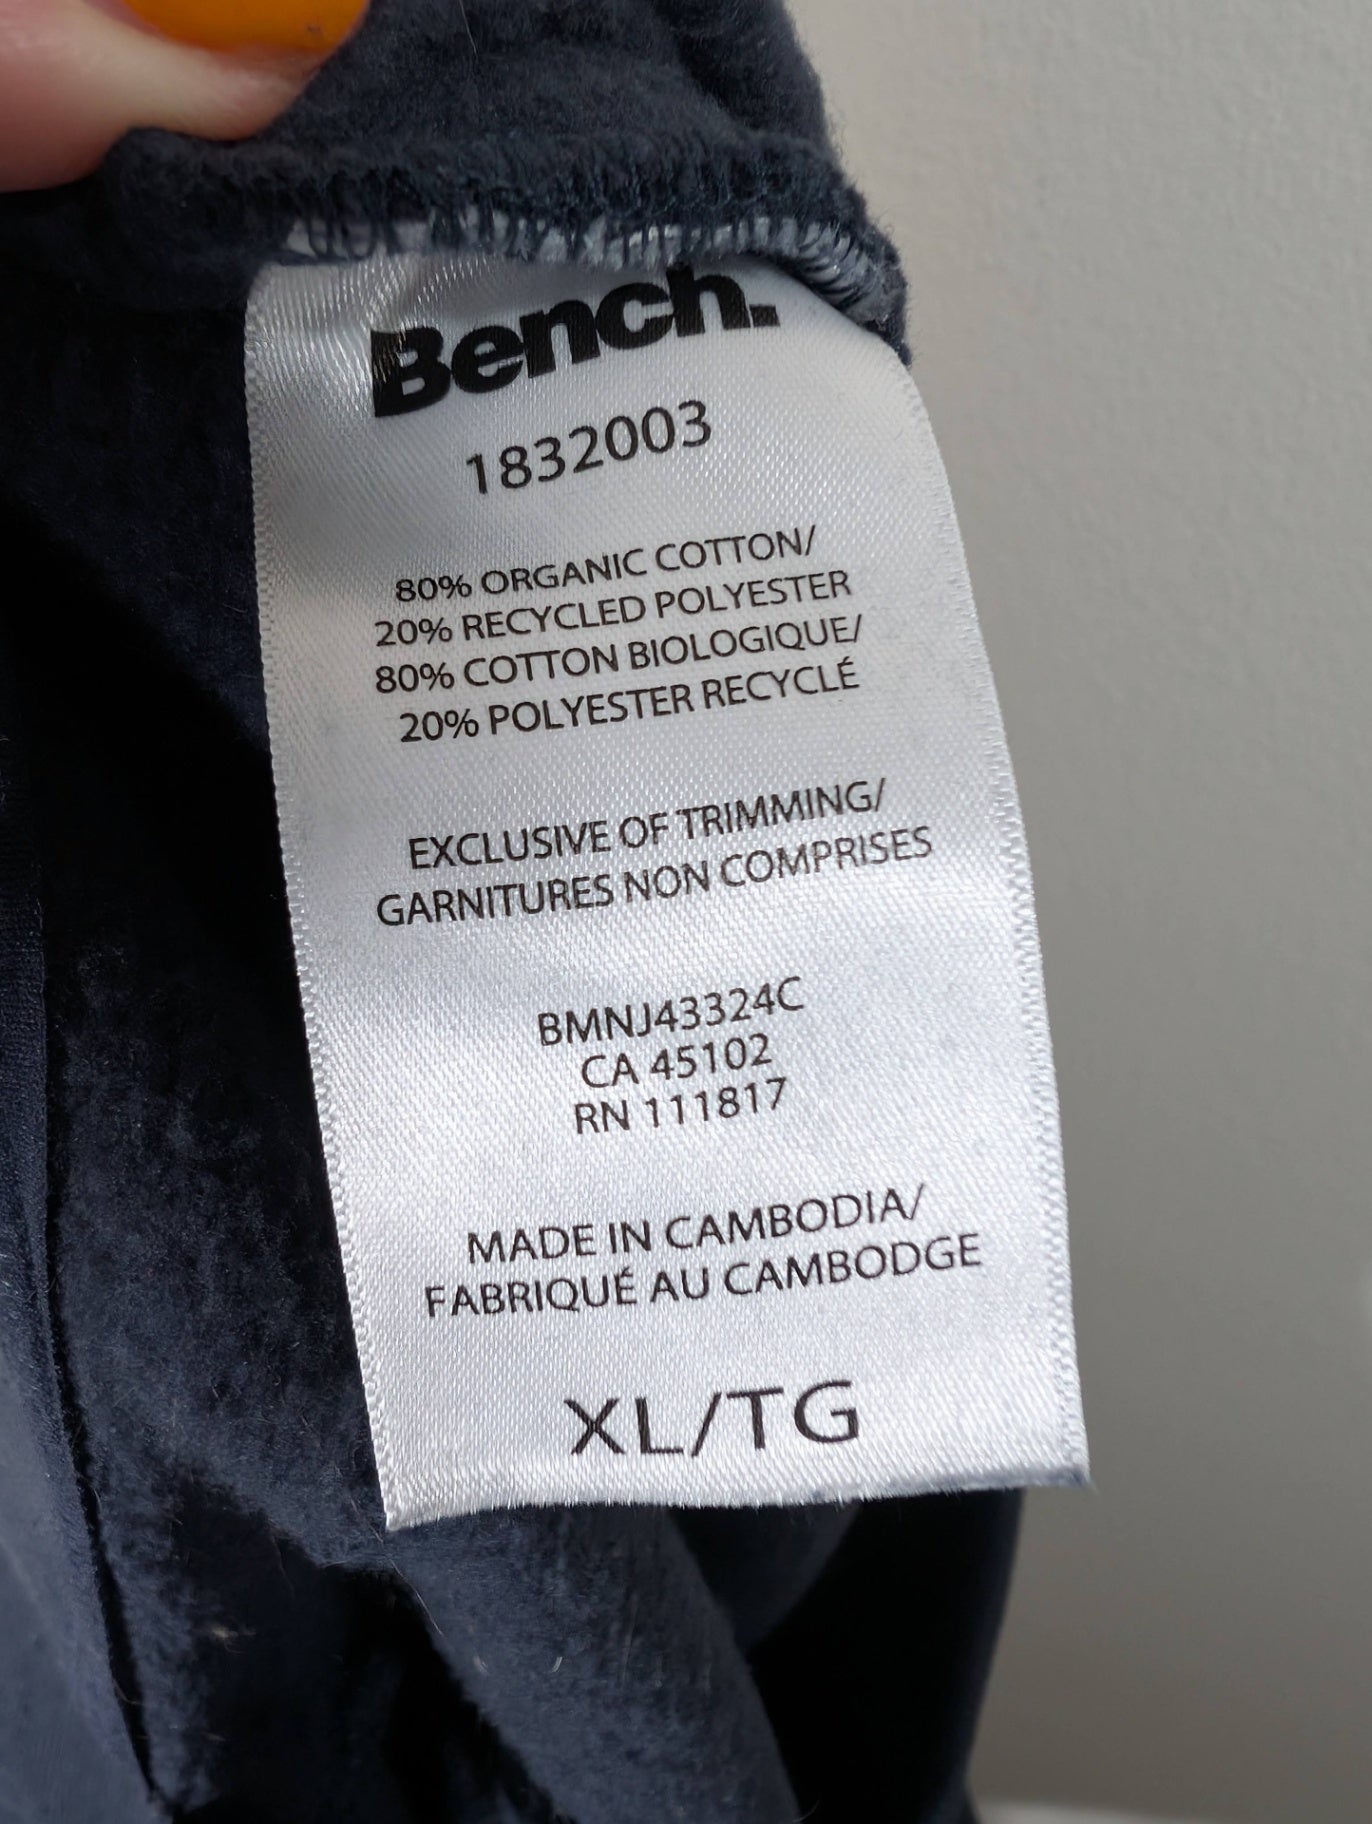 Bench.
1832003
80% ORGANIC COTTON/
20% RECYCLED POLYESTER
80% COTTON BIOLOGIQUE/
20% POLYESTER RECYCLÉ
EXCLUSIVE OF TRIMMING/
GARNITURES NON COMPRISES
BMNJ43324C
CA 45102
RN 111817
MADE IN CAMBODIA/
FABRIQUÉ AU CAMBODGE
XL/TG